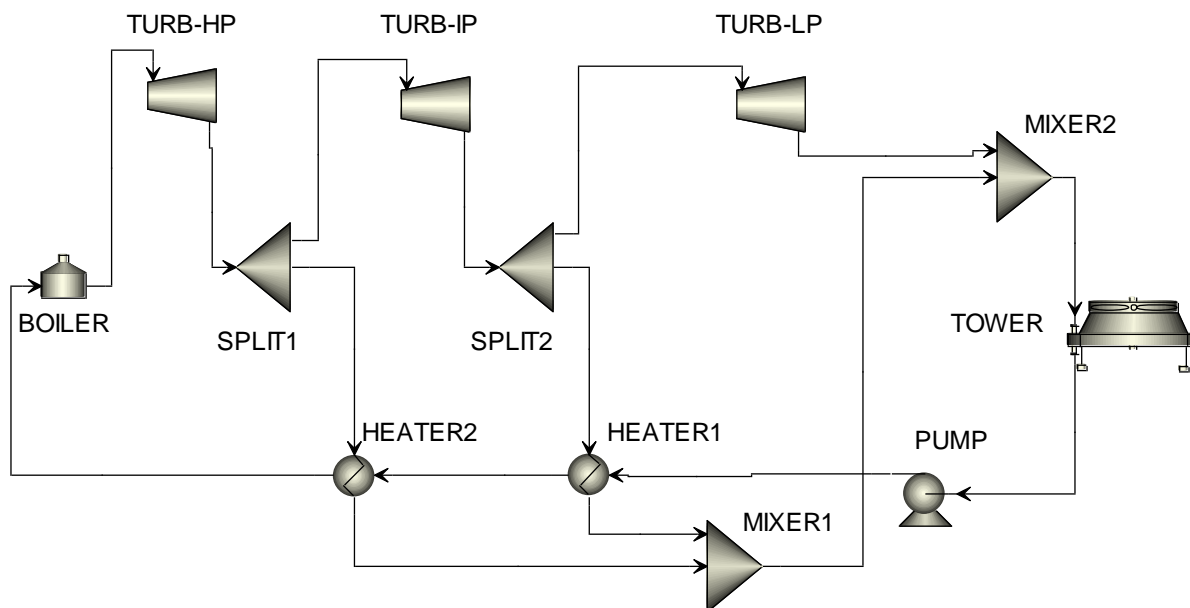 TURB-HP
TURB-IP
TURB-LP
MIXER2
BOILER
SPLIT1
SPLIT2
TOWER
HEATER2
HEATER1
PUMP
MIXER1